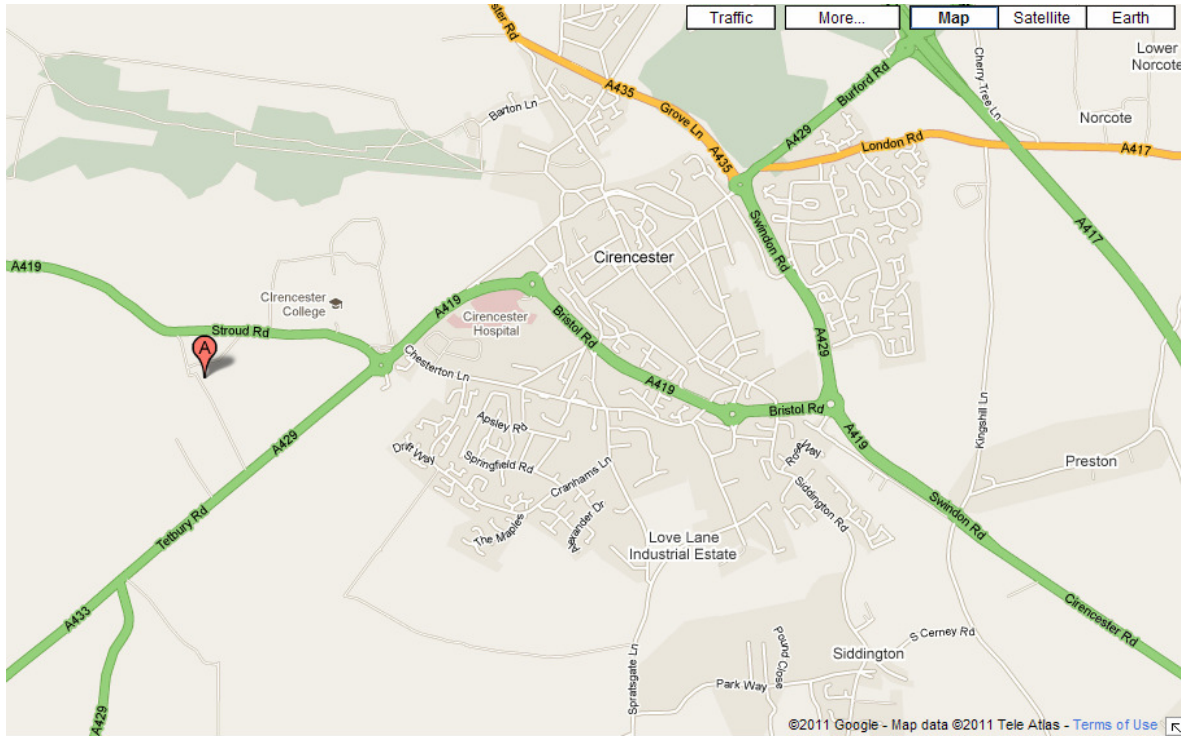 Traffic
More...
Map
Satellite
Earth
ster Rd
A435
Grove Ln
A435
Barton Ln
Burford Rd
A429
Cherry Tree Ln
Lower
Norcote
Norcote
London Rd
A417
A417
Swindon Rd
A429
Cirencester
A419
Cirencester
College
Stroud Rd
A
A419
Cirencester
Hospital
Bristol Rd
A419
Bristol Rd
A419
Chesterton Ln
Apsley Rd
Drift Way
Springfield Rd
Cranhams Ln
The Maples
Alexander Dr
A429
Tetbury Rd
A433
A429
Rose Way
Siddington Rd
Kingshill Ln
Preston
Swindon Rd
Love Lane
Industrial Estate
Cirencester Rd
S Cerney Rd
Siddington
Pound Close
Park Way
Spratsgate Ln
©2011 Google - Map data ©2011 Tele Atlas - Terms of Use